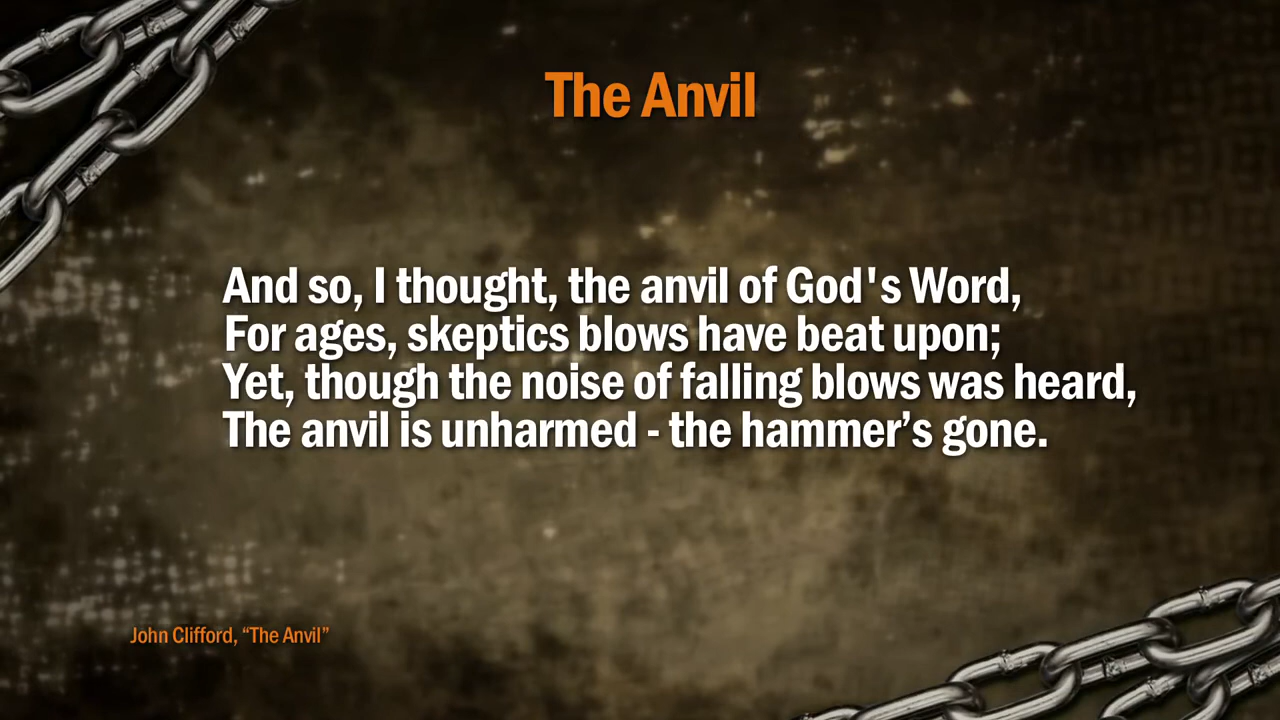 The Anvil
And so, I thought, the anvil of God's Word,
For ages, skeptics blows have beat upon;
Yet, though the noise of falling blows was heard,
The anvil is unharmed - the hammer’s gone.
John Clifford, “The Anvil”